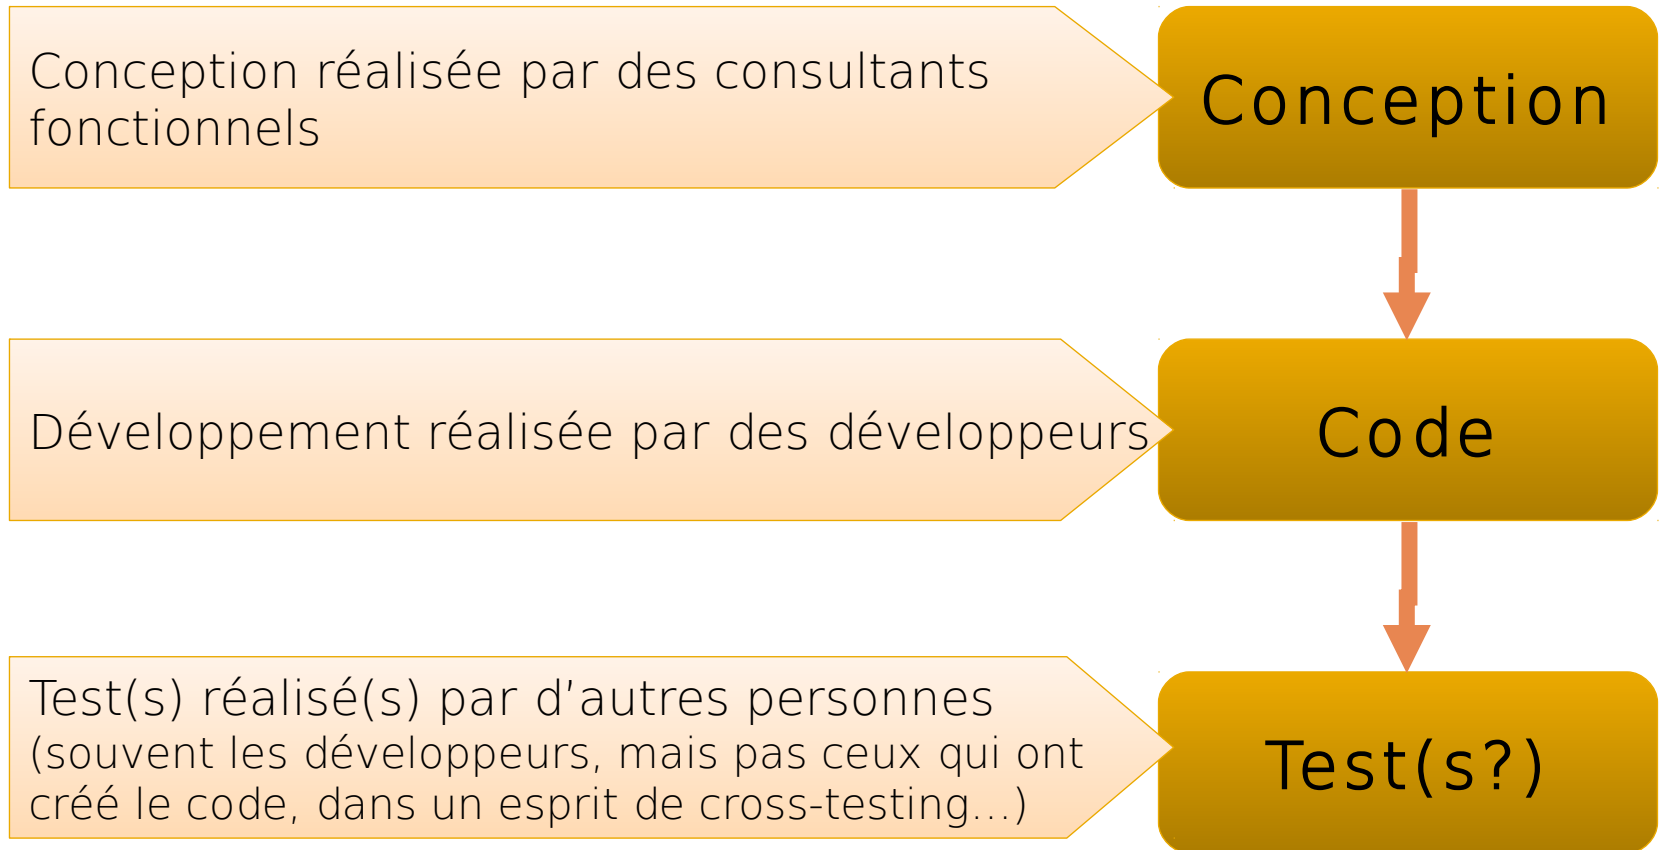 Conception réalisée par des consultants
fonctionnels
Conception
Développement réalisée par des développeurs
Code
Test(s) réalisé(s) par d’autres personnes
(souvent les développeurs, mais pas ceux qui ont
créé le code, dans un esprit de cross-testing…)
Test(s?)